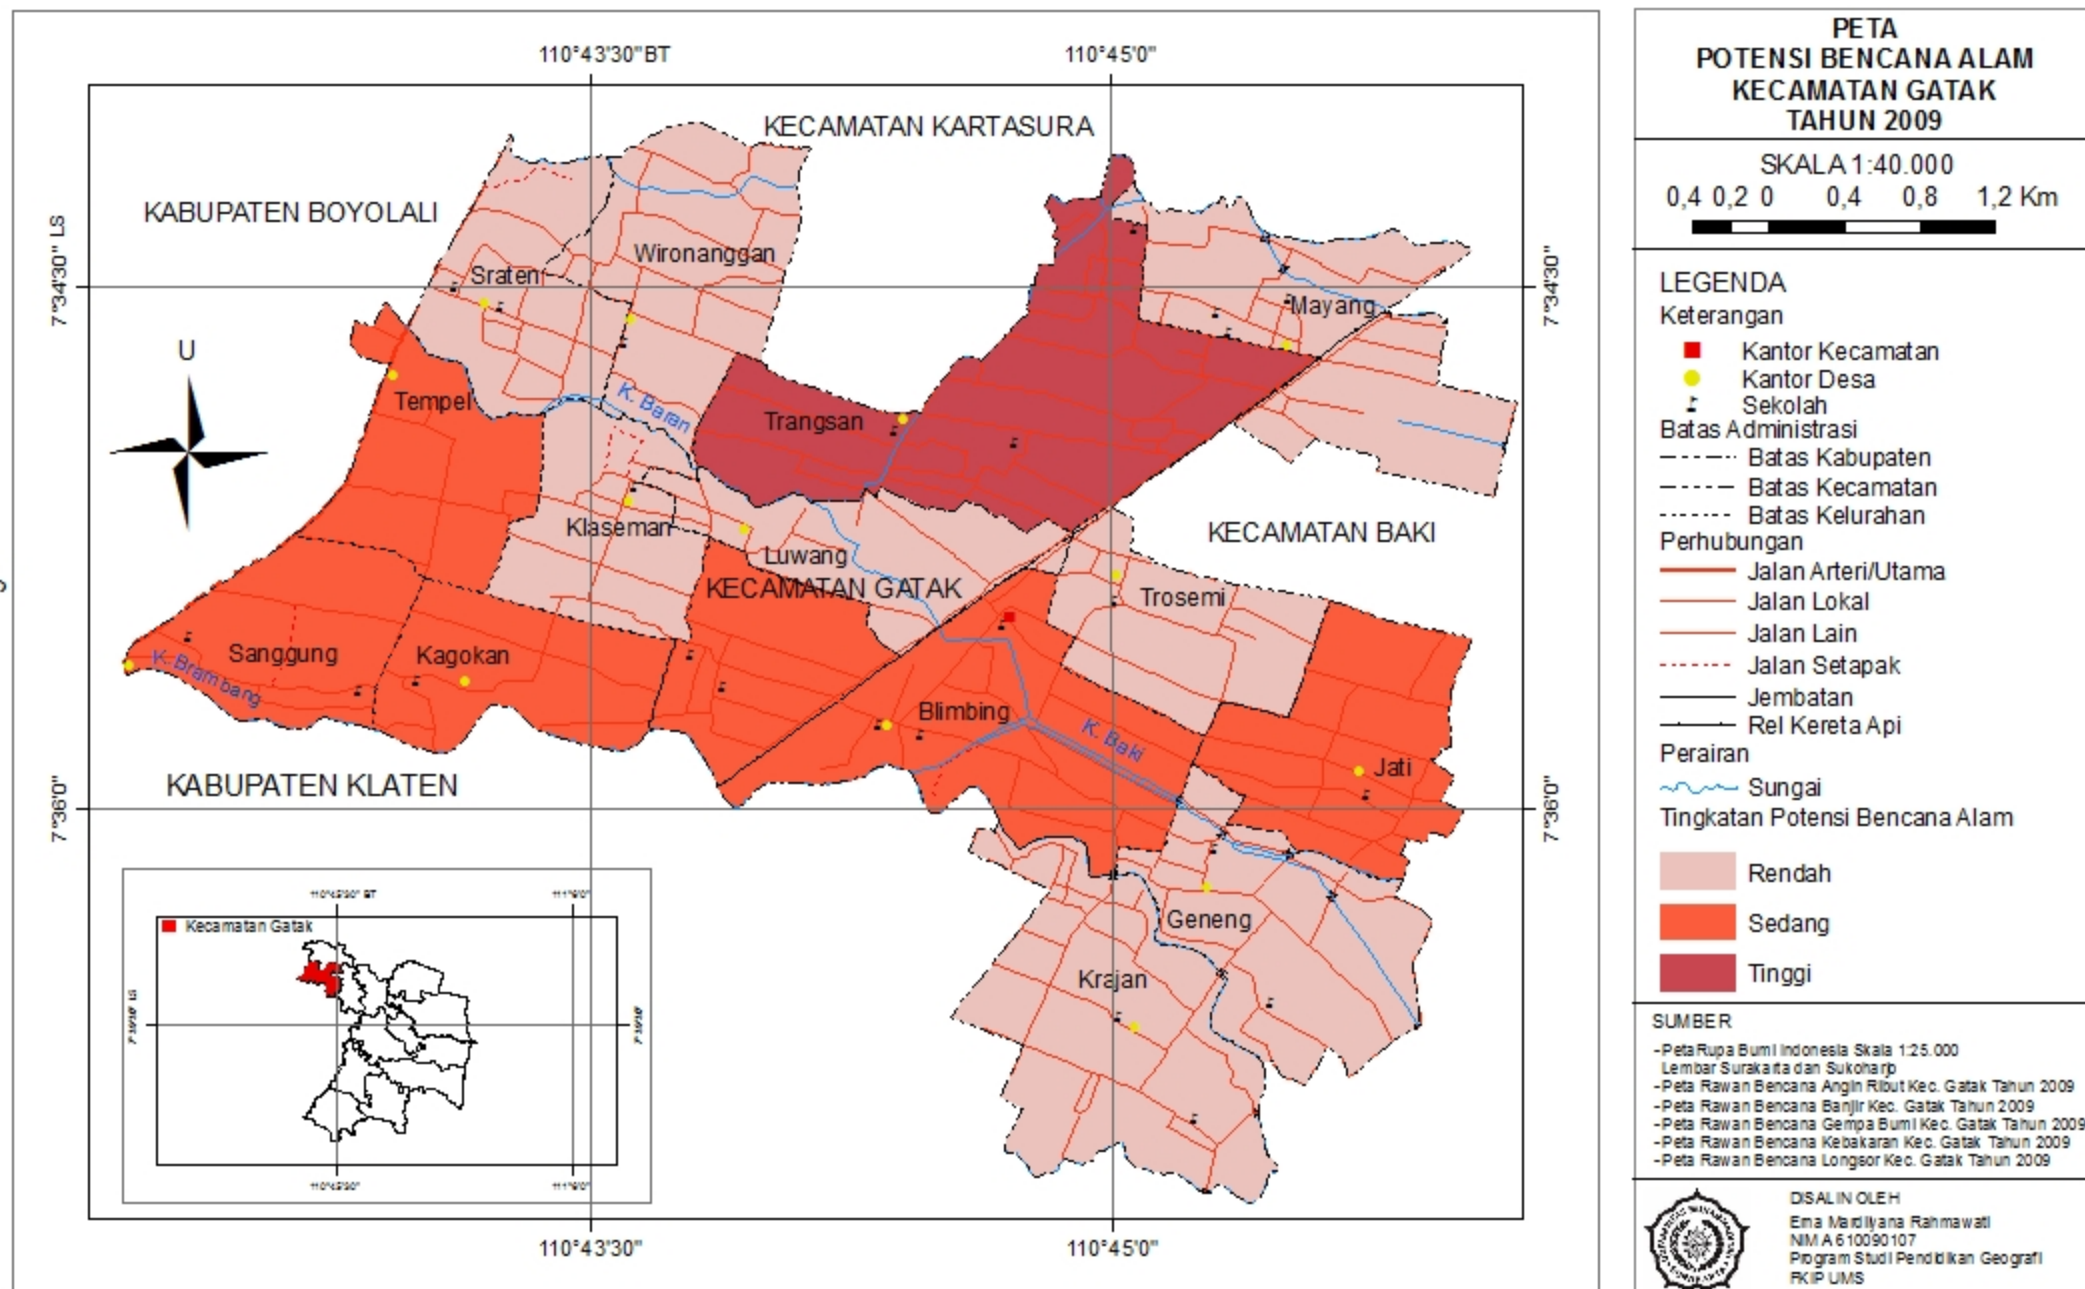 110°43'30"BT
110°45'0"
KECAMATAN KARTASURA
KABUPATEN BOYOLALI
7°34'30" LS
7°34'30"
Wironanggan
Sraten
Mayang
U
K. Banan
Tempel
Trangsan
Klaseman
KECAMATAN BAKI
Luwang
KECAMATAN GATAK
Trosemi
Sanggung
Kagokan
K. Brambang
Blimbing
K. Baki
Jati
KABUPATEN KLATEN
7°36'0"
7°36'0"
Geneng
Krajan
Kecamatan Gatak
111°6'0"
111°6'0"
110°43'30"
110°45'0"
PETA
POTENSI BENCANA ALAM
KECAMATAN GATAK
TAHUN 2009
SKALA 1:40.000
0,4 0,2 0 0,4 0,8 1,2 Km
LEGENDA
Keterangan
Kantor Kecamatan
Kantor Desa
Sekolah
Batas Administrasi
Batas Kabupaten
Batas Kecamatan
Batas Kelurahan
Perhubungan
Jalan Arteri/Utama
Jalan Lokal
Jalan Lain
Jalan Setapak
Jembatan
Rel Kereta Api
Perairan
Sungai
Tingkatan Potensi Bencana Alam
Rendah
Sedang
Tinggi
SUMBER
-Peta Rupa Bumi Indonesia Skala 1:25.000
Lembar Surakarta dan Sukoharjo
-Peta Rawan Bencana Angin Ribut Kec. Gatak Tahun 2009
-Peta Rawan Bencana Banjir Kec. Gatak Tahun 2009
-Peta Rawan Bencana Gempa Bumi Kec. Gatak Tahun 2009
-Peta Rawan Bencana Kebakaran Kec. Gatak Tahun 2009
-Peta Rawan Bencana Longsor Kec. Gatak Tahun 2009
DISALIN OLEH
Erna Mardliyana Rahmawati
NIM A 610090107
Program Studi Pendidikan Geografi
FKIP UMS